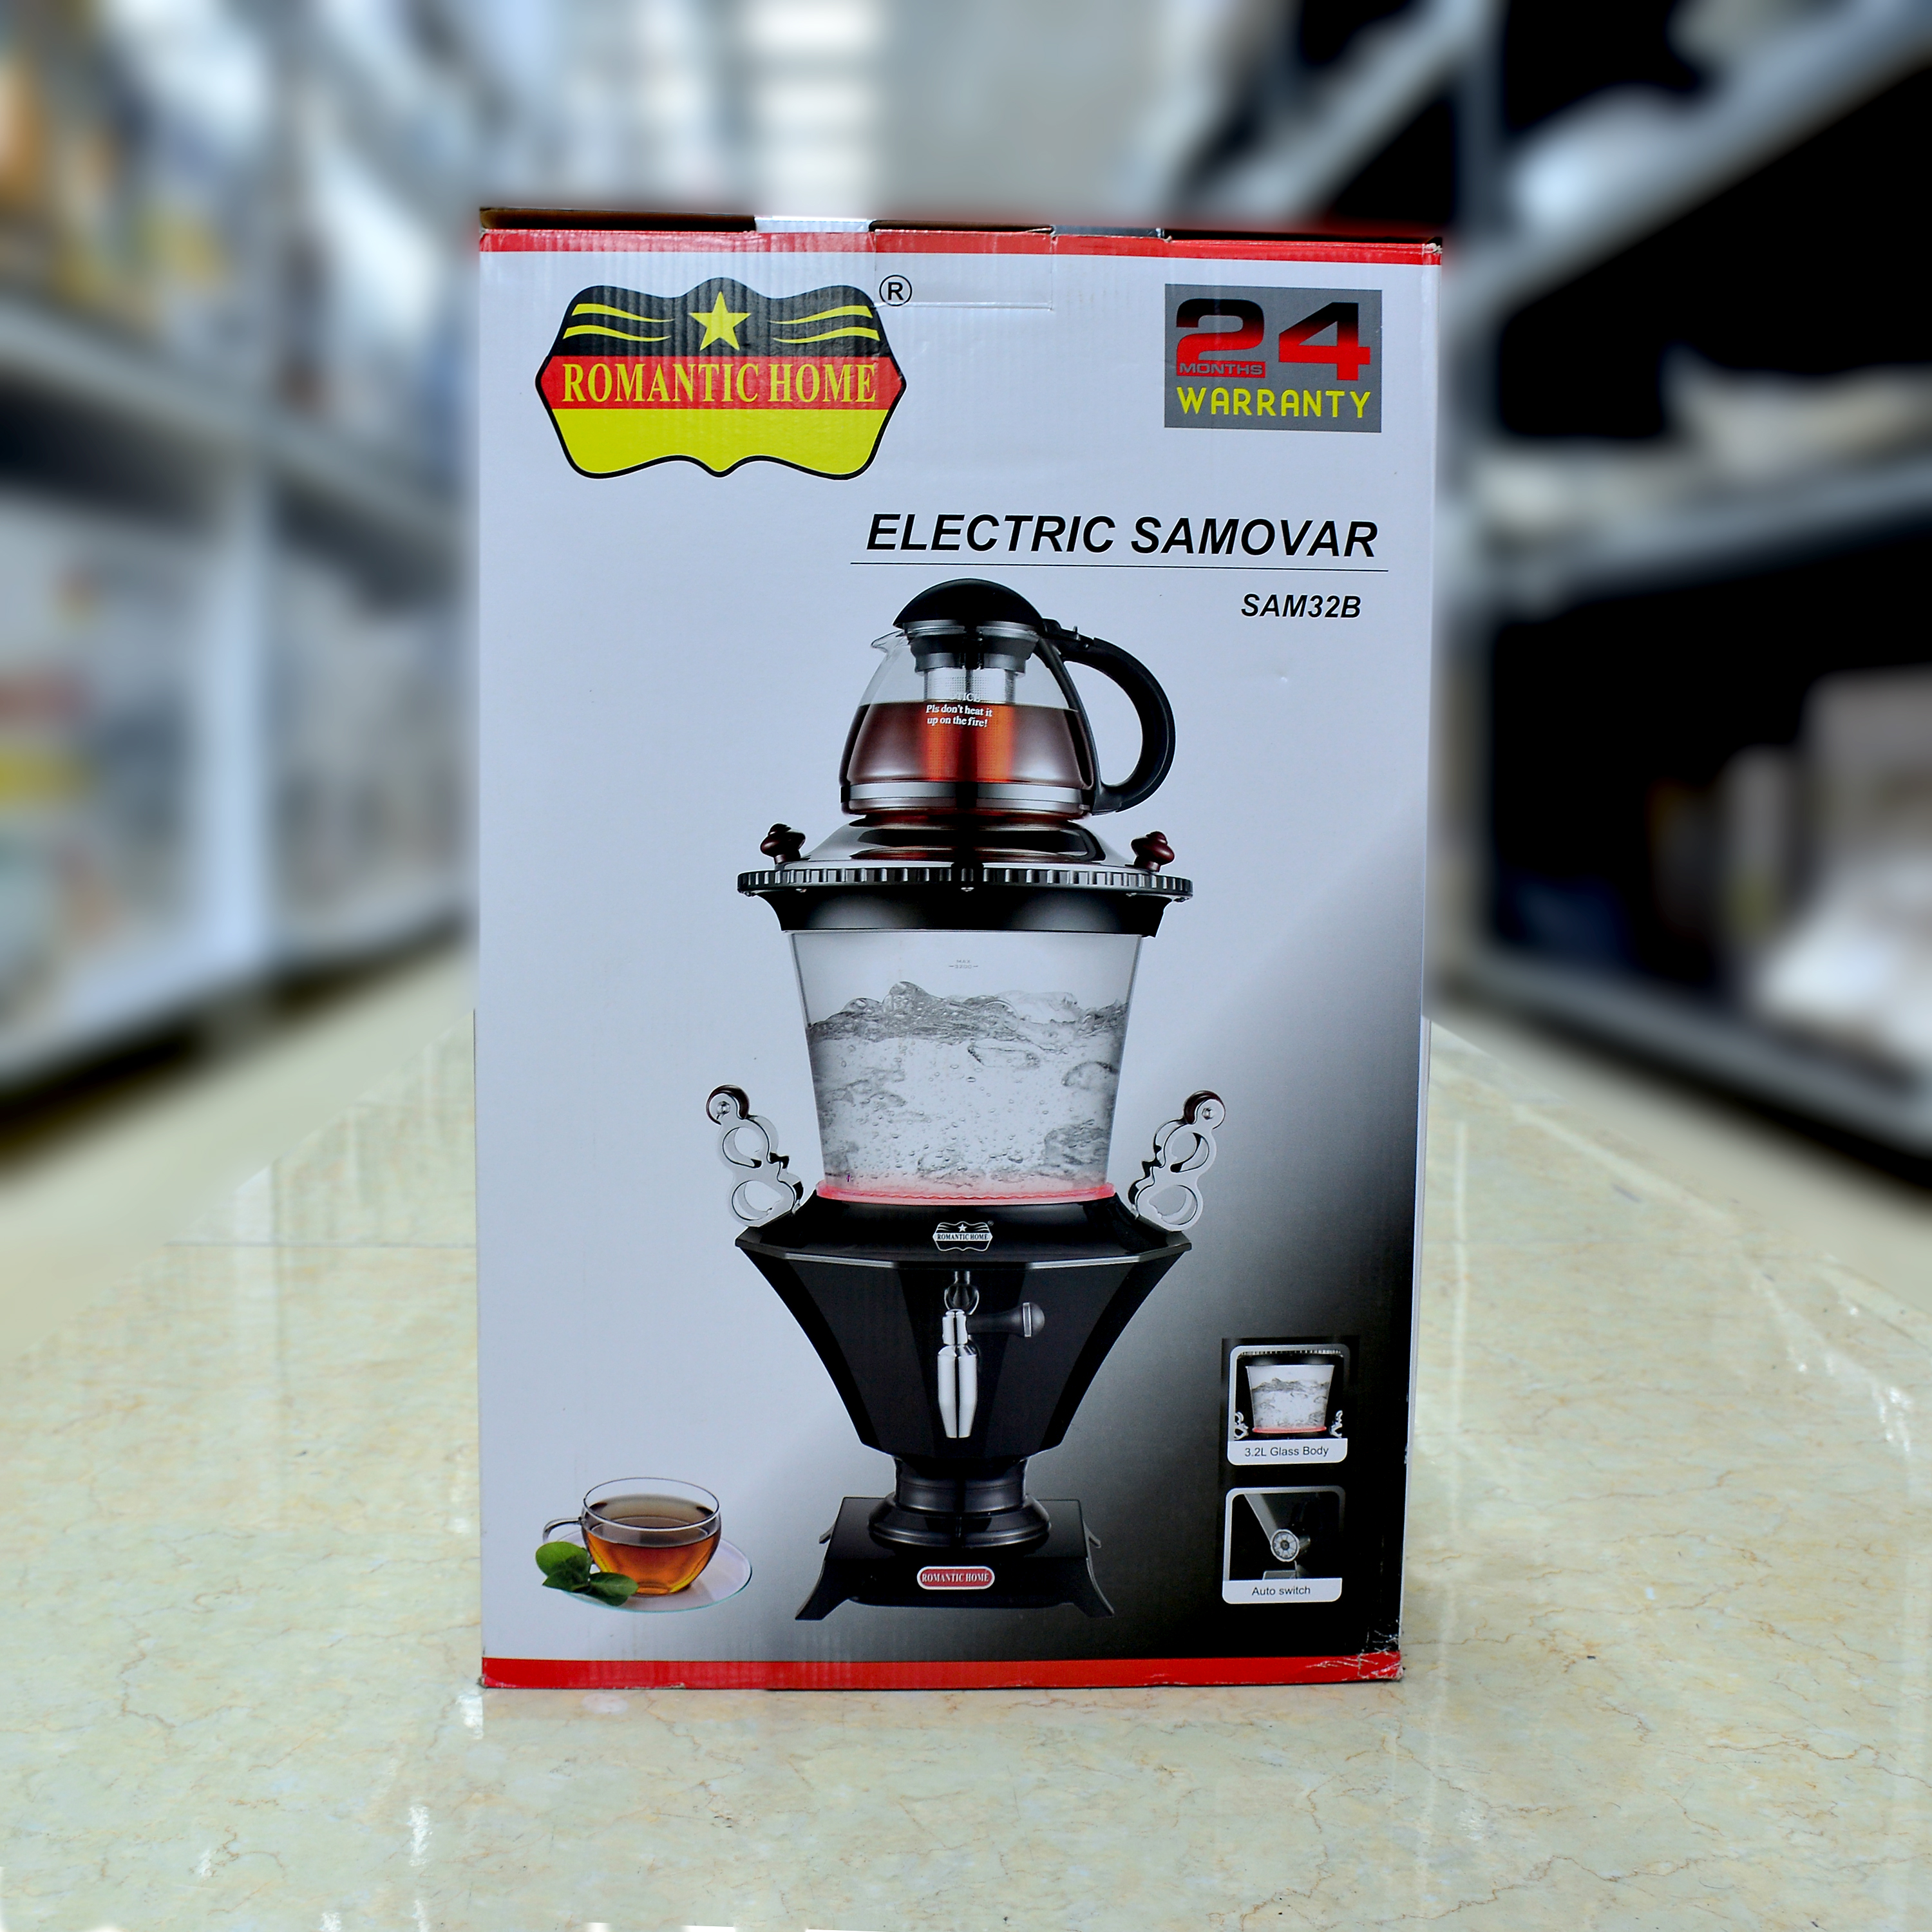 ROMANTIC HOME
®
24
MONTHS
WARRANTY
ELECTRIC SAMOVAR
SAM32B
Pls don't heat it
up on the fire!
MAX
ROMANTIC HOME
3.2L Glass Body
Auto switch
ROMANTIC HOME